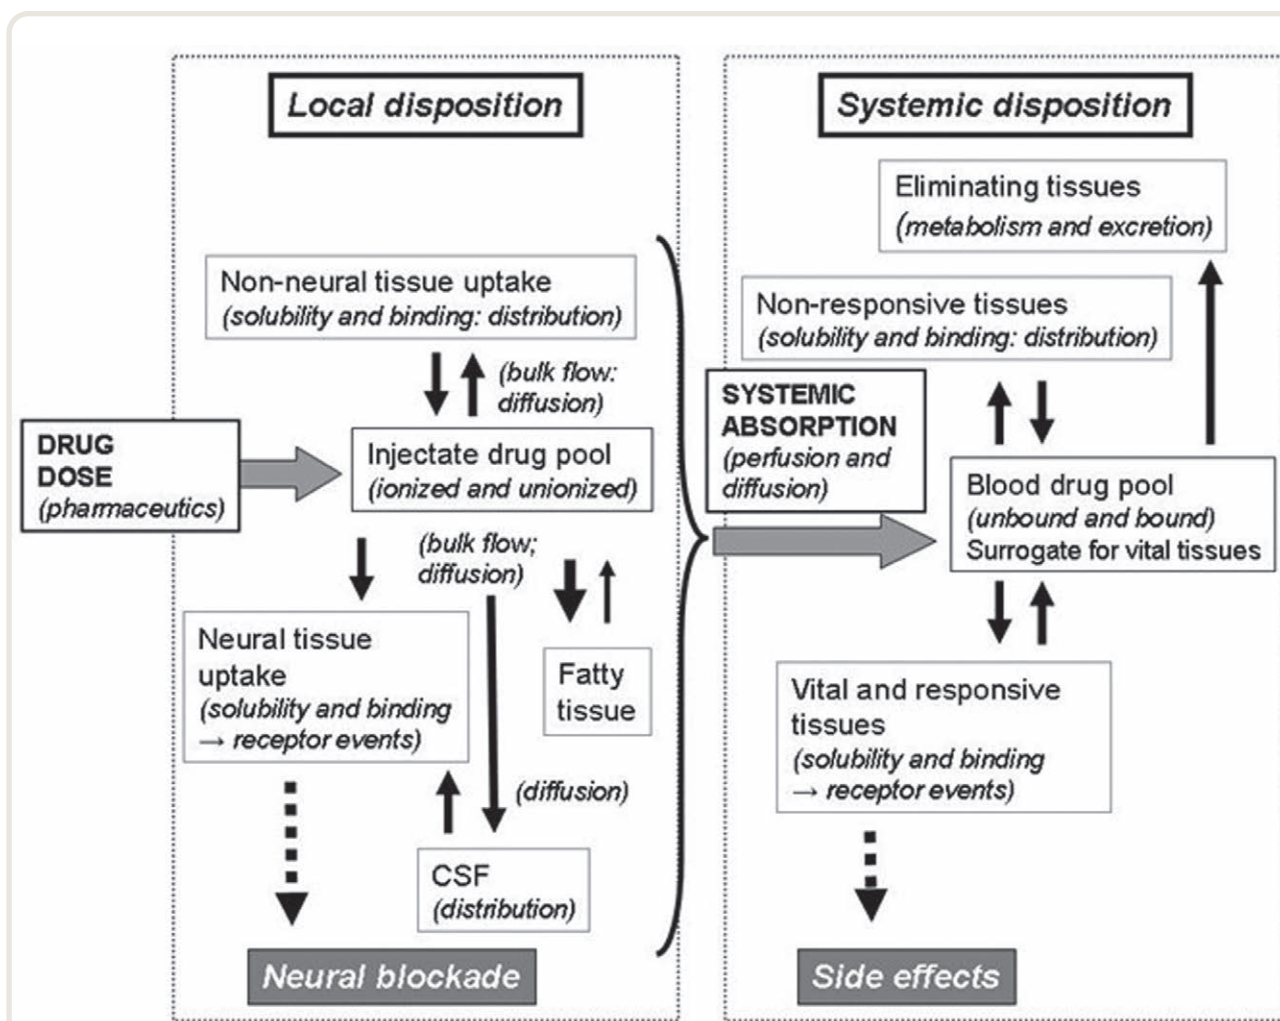 Local disposition
Non-neural tissue uptake
(solubility and binding: distribution)
(bulk flow:
diffusion)
DRUG
DOSE
(pharmaceutics)
Injectate drug pool
(ionized and unionized)
(bulk flow;
diffusion)
Neural tissue
uptake
(solubility and binding
→ receptor events)
Fatty
tissue
(diffusion)
CSF
(distribution)
Neural blockade
Systemic disposition
Eliminating tissues
(metabolism and excretion)
Non-responsive tissues
(solubility and binding: distribution)
SYSTEMIC
ABSORPTION
(perfusion and
diffusion)
Blood drug pool
(unbound and bound)
Surrogate for vital tissues
Vital and responsive
tissues
(solubility and binding
→ receptor events)
Side effects